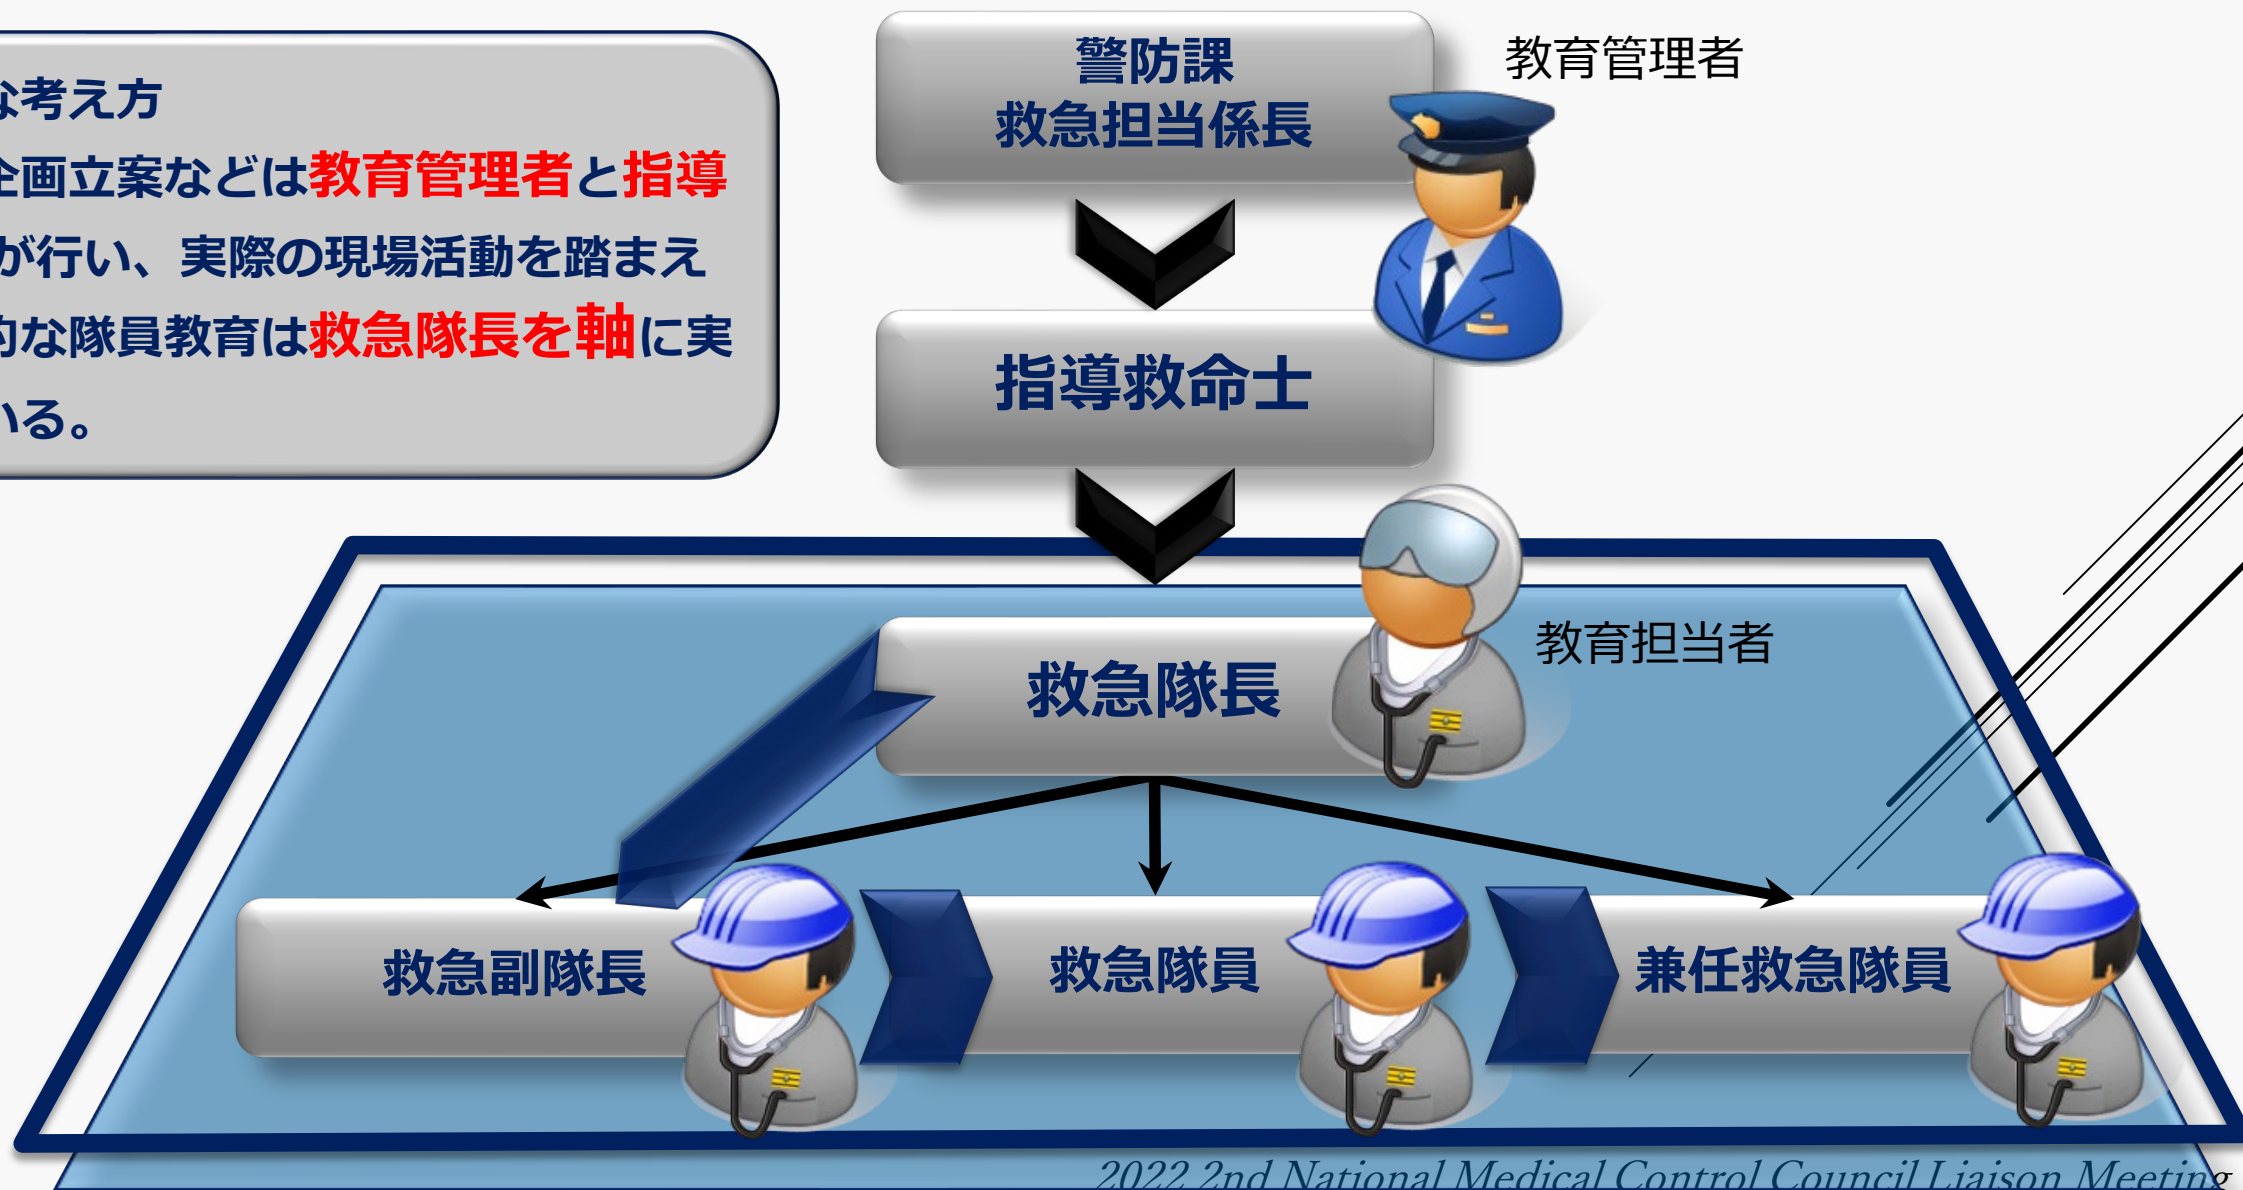 な考え方
企画立案などは教育管理者と指導
が行い、実際の現場活動を踏まえ
的な隊員教育は救急隊長を軸に実
いる。
警防課
救急担当係長
教育管理者
指導救命士
救急隊長
教育担当者
救急副隊長
救急隊員
兼任救急隊員
2022 2nd National Medical Control Council Liaison Meeting